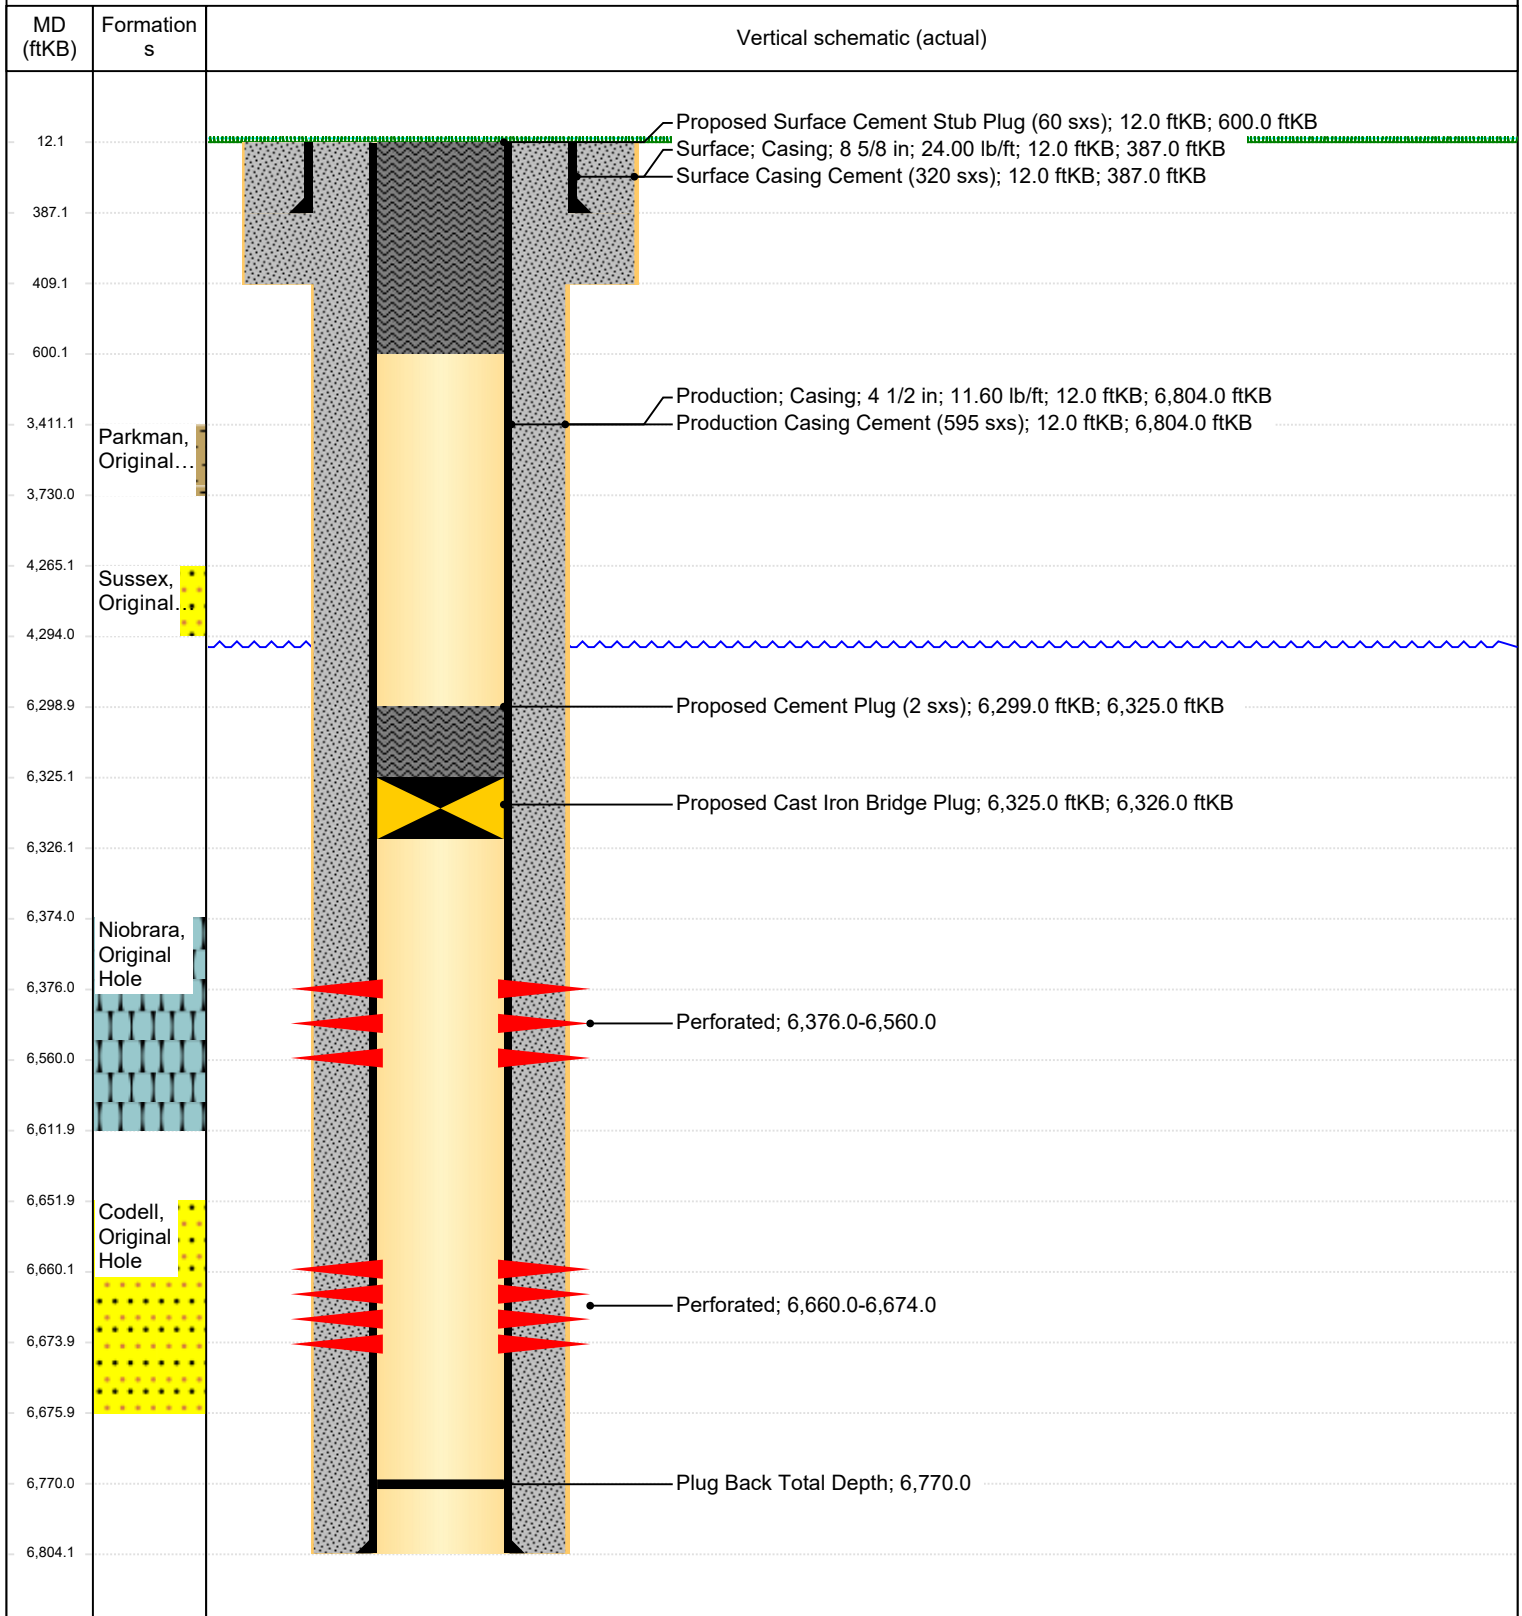 MD
(ftKB)
Formation
s
Vertical schematic (actual)
12.1
Proposed Surface Cement Stub Plug (60 sxs); 12.0 ftKB; 600.0 ftKB
Surface; Casing; 8 5/8 in; 24.00 lb/ft; 12.0 ftKB; 387.0 ftKB
Surface Casing Cement (320 sxs); 12.0 ftKB; 387.0 ftKB
387.1
409.1
600.1
Production; Casing; 4 1/2 in; 11.60 lb/ft; 12.0 ftKB; 6,804.0 ftKB
3,411.1
Production Casing Cement (595 sxs); 12.0 ftKB; 6,804.0 ftKB
Parkman,
Original…
3,730.0
4,265.1
Sussex,
Original…
4,294.0
6,298.9
Proposed Cement Plug (2 sxs); 6,299.0 ftKB; 6,325.0 ftKB
6,325.1
Proposed Cast Iron Bridge Plug; 6,325.0 ftKB; 6,326.0 ftKB
6,326.1
6,374.0
Niobrara,
Original
Hole
6,376.0
Perforated; 6,376.0-6,560.0
6,560.0
6,611.9
6,651.9
Codell,
Original
Hole
6,660.1
Perforated; 6,660.0-6,674.0
6,673.9
6,675.9
6,770.0
Plug Back Total Depth; 6,770.0
6,804.1